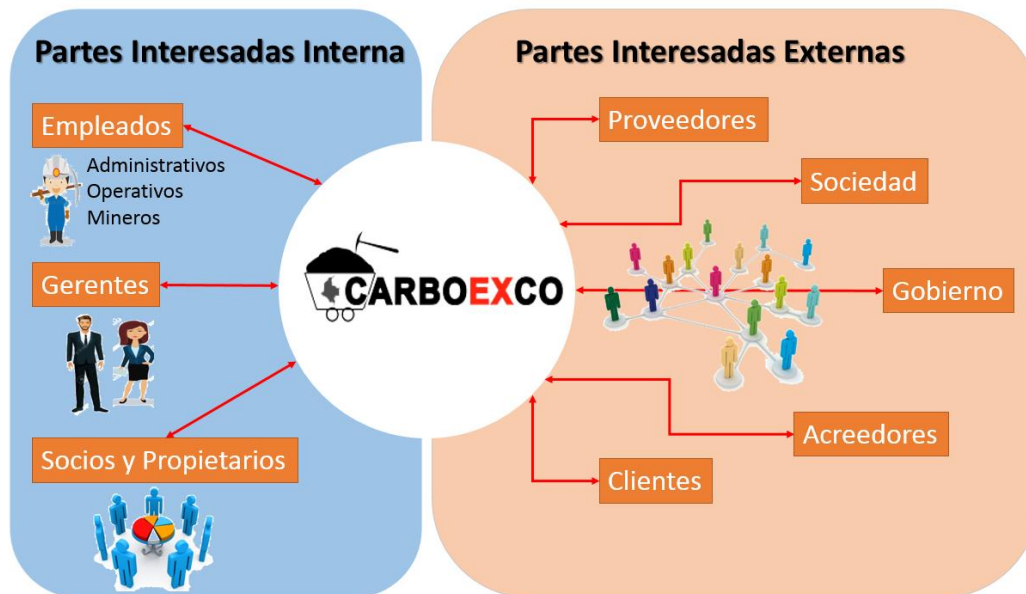 Partes Interesadas Interna
Empleados
Administrativos
Operativos
Mineros
Gerentes
Socios y Propietarios
CARBOEXCO
Partes Interesadas Externas
Proveedores
Sociedad
Gobierno
Acreedores
Clientes